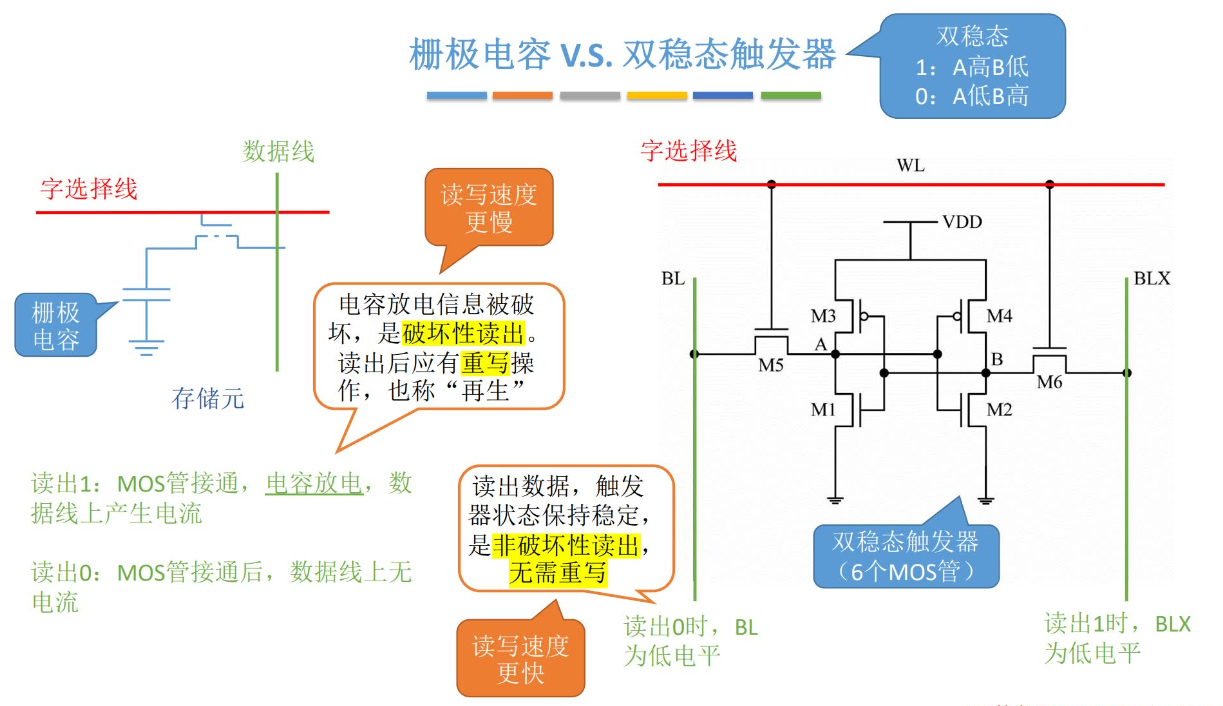 栅极电容 V.S. 双稳态触发器
双稳态
1：A高B低
0：A低B高
数据线
字选择线
栅极
电容
存储元
读写速度
更慢
电容放电信息被破
坏，是破坏性读出。
读出后应有重写操
作，也称“再生”
读出1：MOS管接通，电容放电，数
据线上产生电流
读出0：MOS管接通后，数据线上无
电流
字选择线
WL
VDD
BL
BLX
M3
M4
A
B
M5
M6
M1
M2
双稳态触发器
（6个MOS管）
读出数据，触发
器状态保持稳定，
是非破坏性读出，
无需重写
读写速度
更快
读出0时，BL
为低电平
读出1时，BLX
为低电平